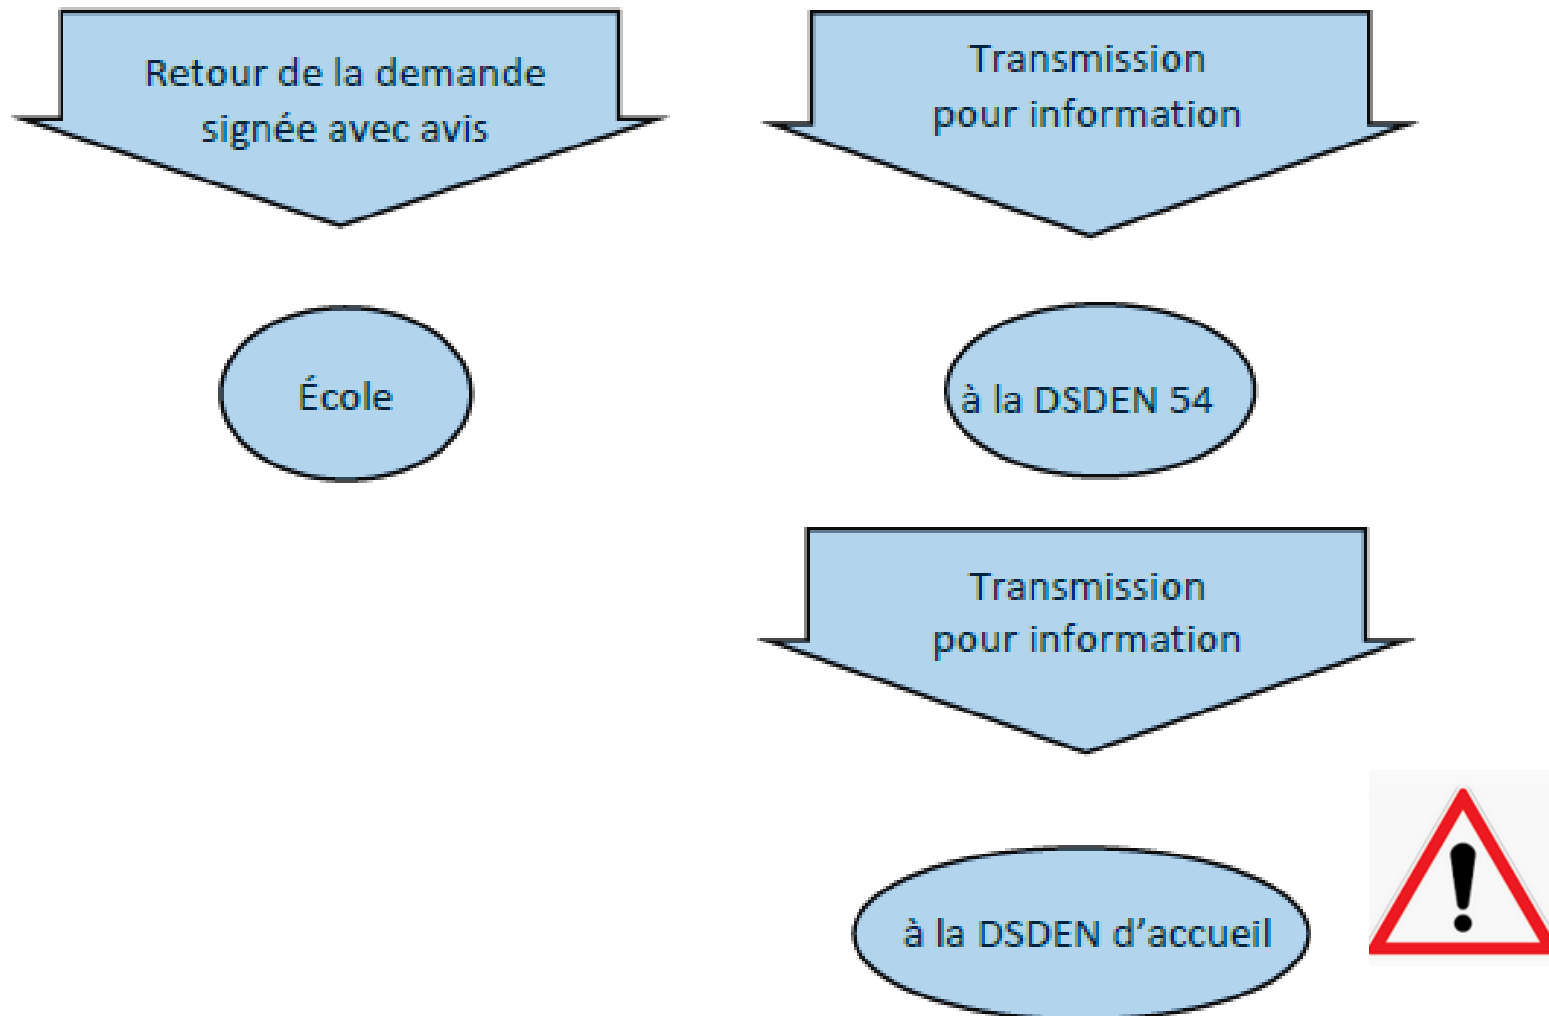 Retour de la demande
signée avec avis
École
Transmission
pour information
à la DSDEN 54
Transmission
pour information
à la DSDEN d’accueil